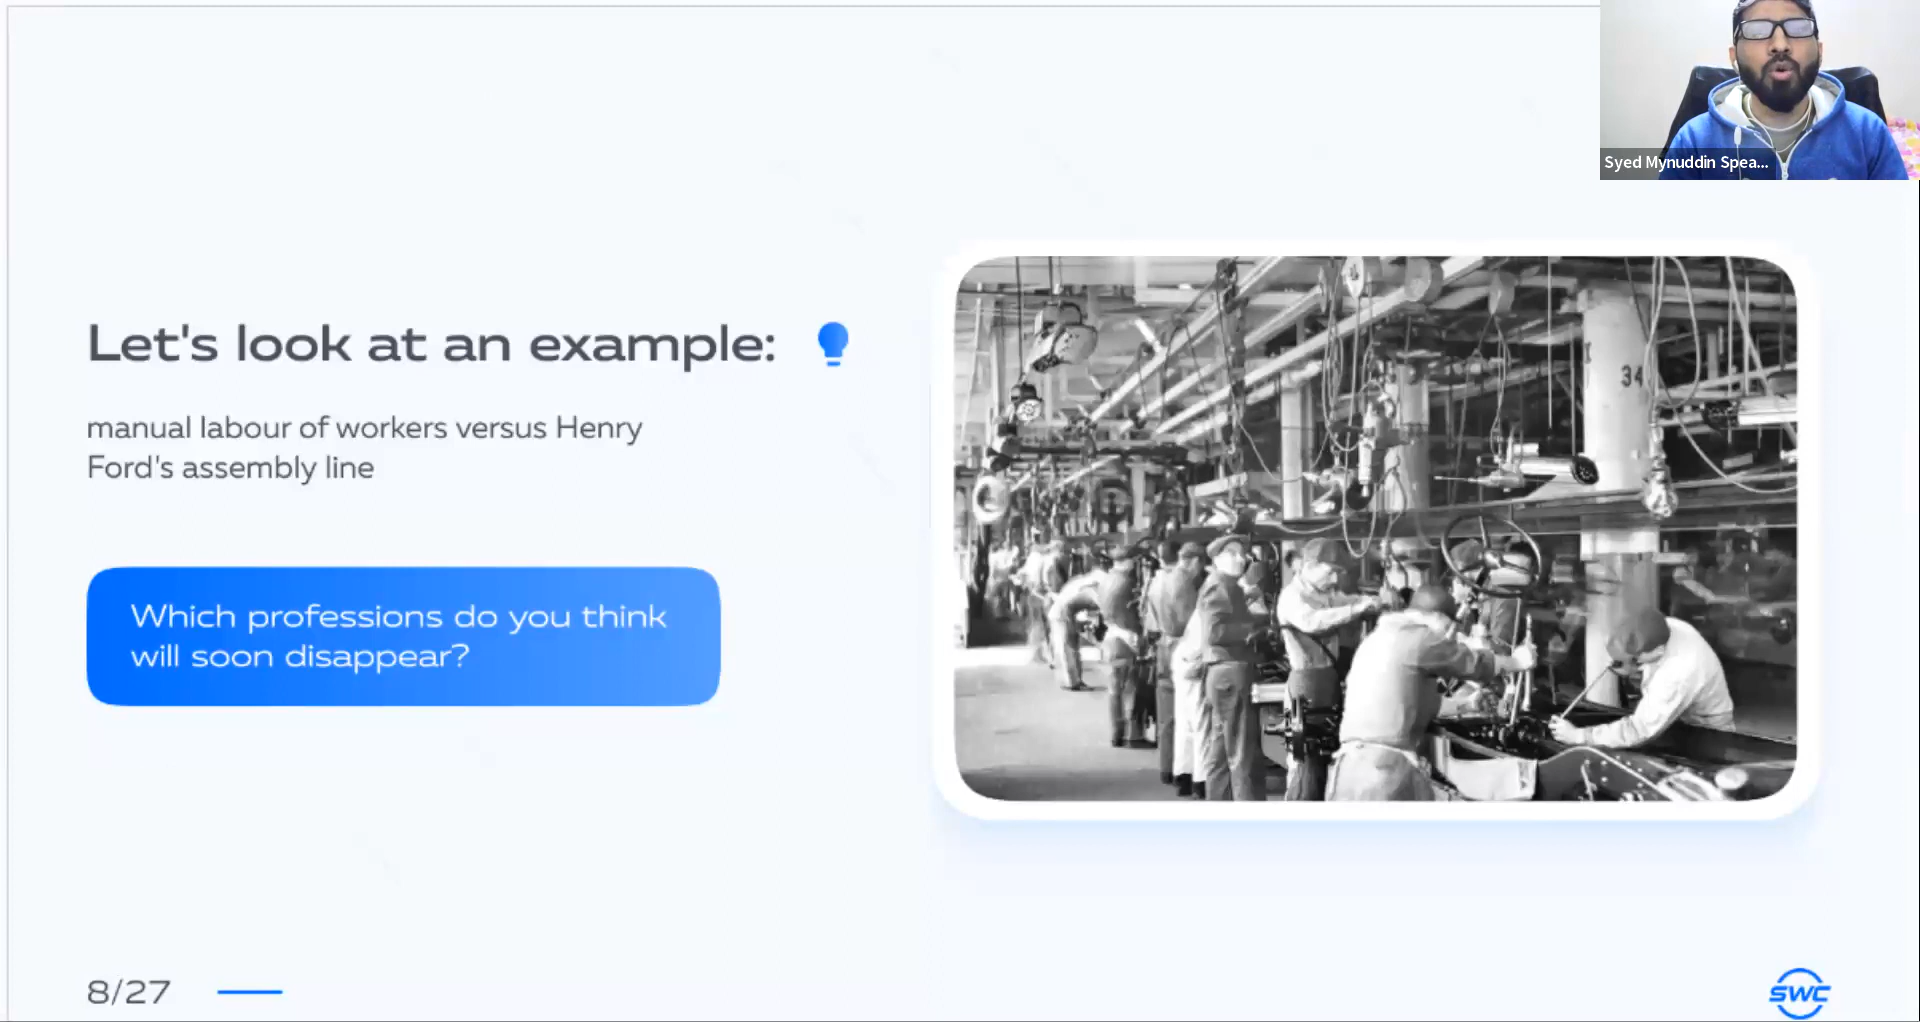 Syed Mynuddin Spea...
Let's look at an example:
manual labour of workers versus Henry
Ford's assembly line
34
Which professions do you think
will soon disappear?
8/27
SWC